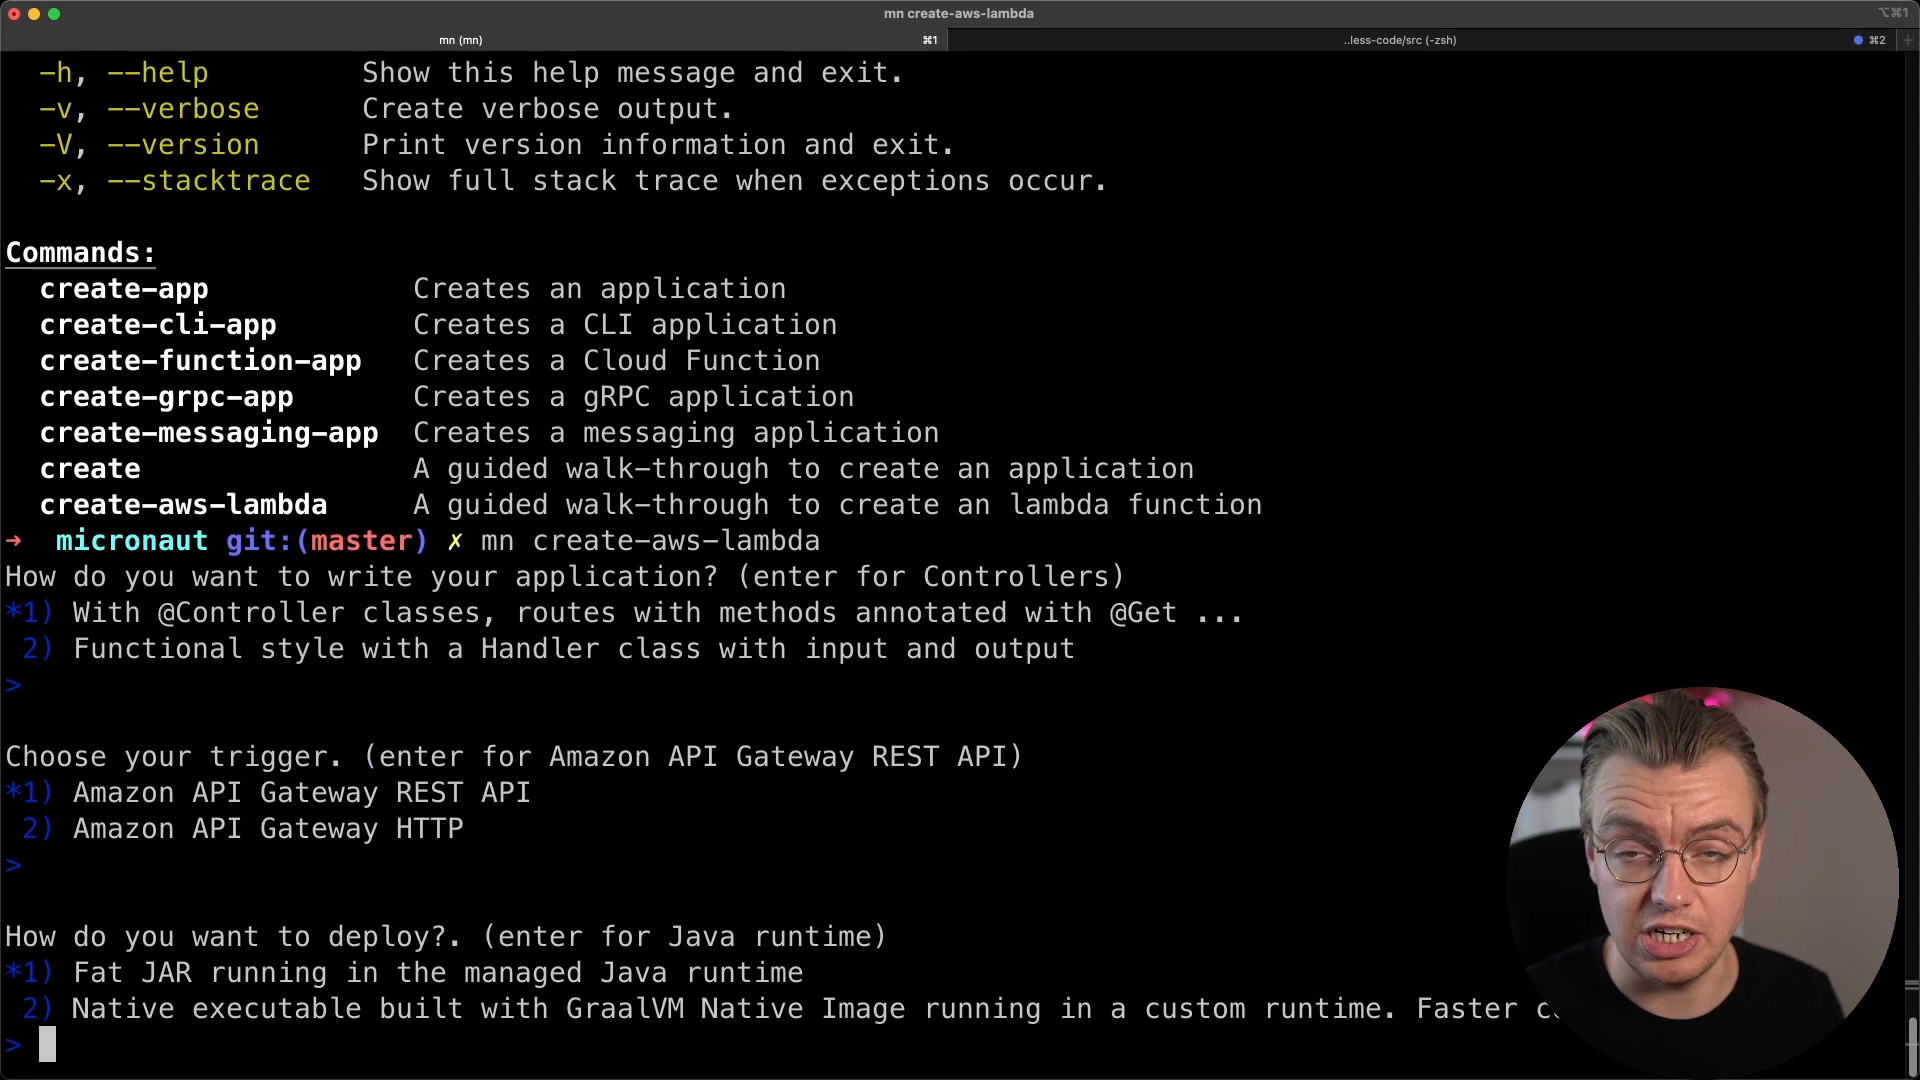 mn create-aws-lambda
⌥⌘1
mn (mn) ⌘1
..less-code/src (-zsh) ⌘2
-h, --help Show this help message and exit.
-v, --verbose Create verbose output.
-V, --version Print version information and exit.
-x, --stacktrace Show full stack trace when exceptions occur.
Commands:
create-app Creates an application
create-cli-app Creates a CLI application
create-function-app Creates a Cloud Function
create-grpc-app Creates a gRPC application
create-messaging-app Creates a messaging application
create A guided walk-through to create an application
create-aws-lambda A guided walk-through to create an lambda function
→ micronaut git:(master) ✗ mn create-aws-lambda
How do you want to write your application? (enter for Controllers)
*1) With @Controller classes, routes with methods annotated with @Get ...
2) Functional style with a Handler class with input and output
>
Choose your trigger. (enter for Amazon API Gateway REST API)
*1) Amazon API Gateway REST API
2) Amazon API Gateway HTTP
>
How do you want to deploy?. (enter for Java runtime)
*1) Fat JAR running in the managed Java runtime
2) Native executable built with GraalVM Native Image running in a custom runtime. Faster
>